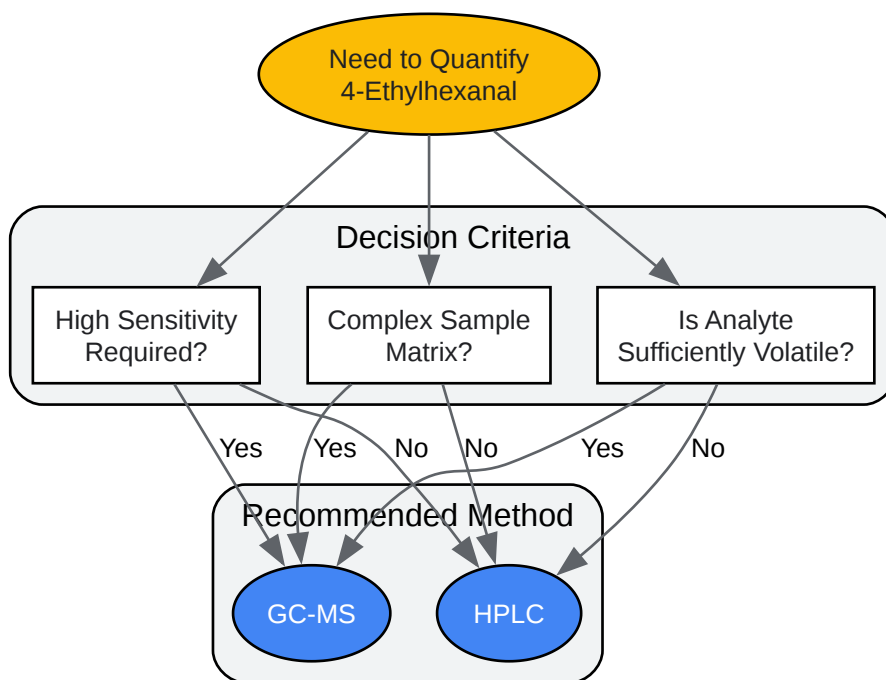 Need to Quantify
4-Ethylhexanal
Decision Criteria
High Sensitivity
Required?
Complex Sample
Matrix?
Is Analyte
Sufficiently Volatile?
Yes
Yes
No
No
Yes
No
Recommended Method
GC-MS
HPLC